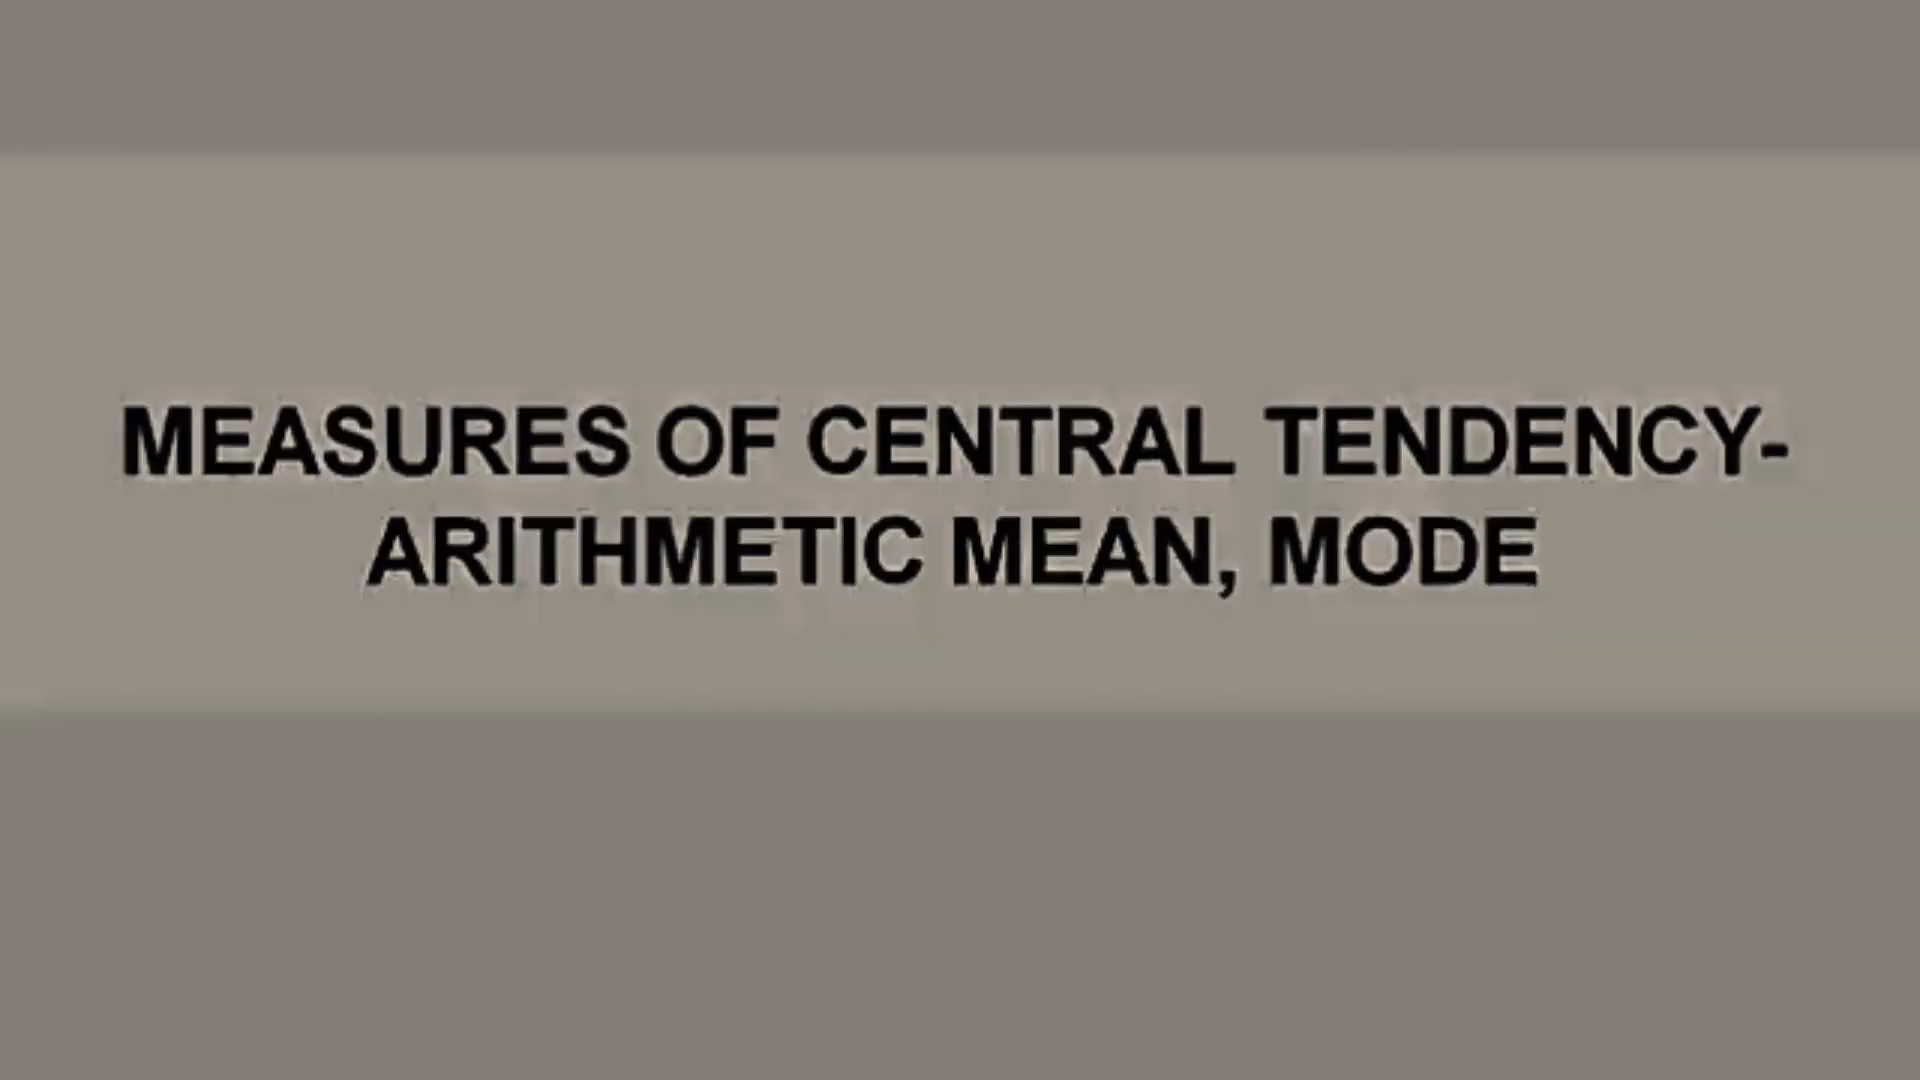 MEASURES OF CENTRAL TENDENCY-
ARITHMETIC MEAN, MODE